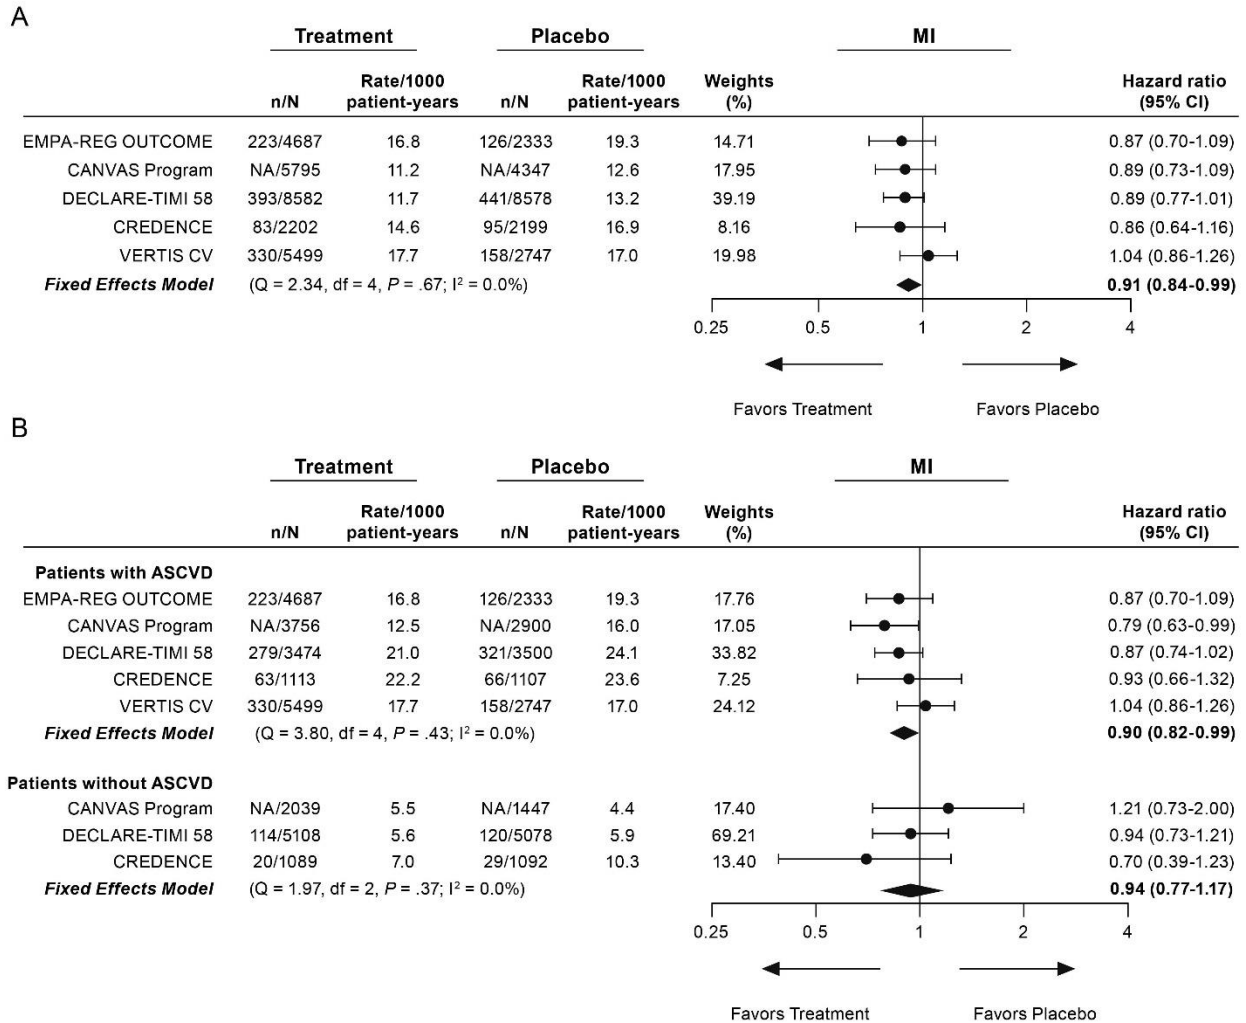 A
Treatment Placebo MI
n/N Rate/1000 patient-years n/N Rate/1000 patient-years Weights (%) Hazard ratio (95% CI)
EMPA-REG OUTCOME 223/4687 16.8 126/2333 19.3 14.71 0.87 (0.70-1.09)
CANVAS Program NA/5795 11.2 NA/4347 12.6 17.95 0.89 (0.73-1.09)
DECLARE-TIMI 58 393/8582 11.7 441/8578 13.2 39.19 0.89 (0.77-1.01)
CREDENCE 83/2202 14.6 95/2199 16.9 8.16 0.86 (0.64-1.16)
VERTIS CV 330/5499 17.7 158/2747 17.0 19.98 1.04 (0.86-1.26)
Fixed Effects Model (Q = 2.34, df = 4, P = .67; I² = 0.0%) 0.91 (0.84-0.99)
0.25 0.5 1 2 4
Favors Treatment Favors Placebo
B
Treatment Placebo MI
n/N Rate/1000 patient-years n/N Rate/1000 patient-years Weights (%) Hazard ratio (95% CI)
Patients with ASCVD
EMPA-REG OUTCOME 223/4687 16.8 126/2333 19.3 17.76 0.87 (0.70-1.09)
CANVAS Program NA/3756 12.5 NA/2900 16.0 17.05 0.79 (0.63-0.99)
DECLARE-TIMI 58 279/3474 21.0 321/3500 24.1 33.82 0.87 (0.74-1.02)
CREDENCE 63/1113 22.2 66/1107 23.6 7.25 0.93 (0.66-1.32)
VERTIS CV 330/5499 17.7 158/2747 17.0 24.12 1.04 (0.86-1.26)
Fixed Effects Model (Q = 3.80, df = 4, P = .43; I² = 0.0%) 0.90 (0.82-0.99)
Patients without ASCVD
CANVAS Program NA/2039 5.5 NA/1447 4.4 17.40 1.21 (0.73-2.00)
DECLARE-TIMI 58 114/5108 5.6 120/5078 5.9 69.21 0.94 (0.73-1.21)
CREDENCE 20/1089 7.0 29/1092 10.3 13.40 0.70 (0.39-1.23)
Fixed Effects Model (Q = 1.97, df = 2, P = .37; I² = 0.0%) 0.94 (0.77-1.17)
0.25 0.5 1 2 4
Favors Treatment Favors Placebo